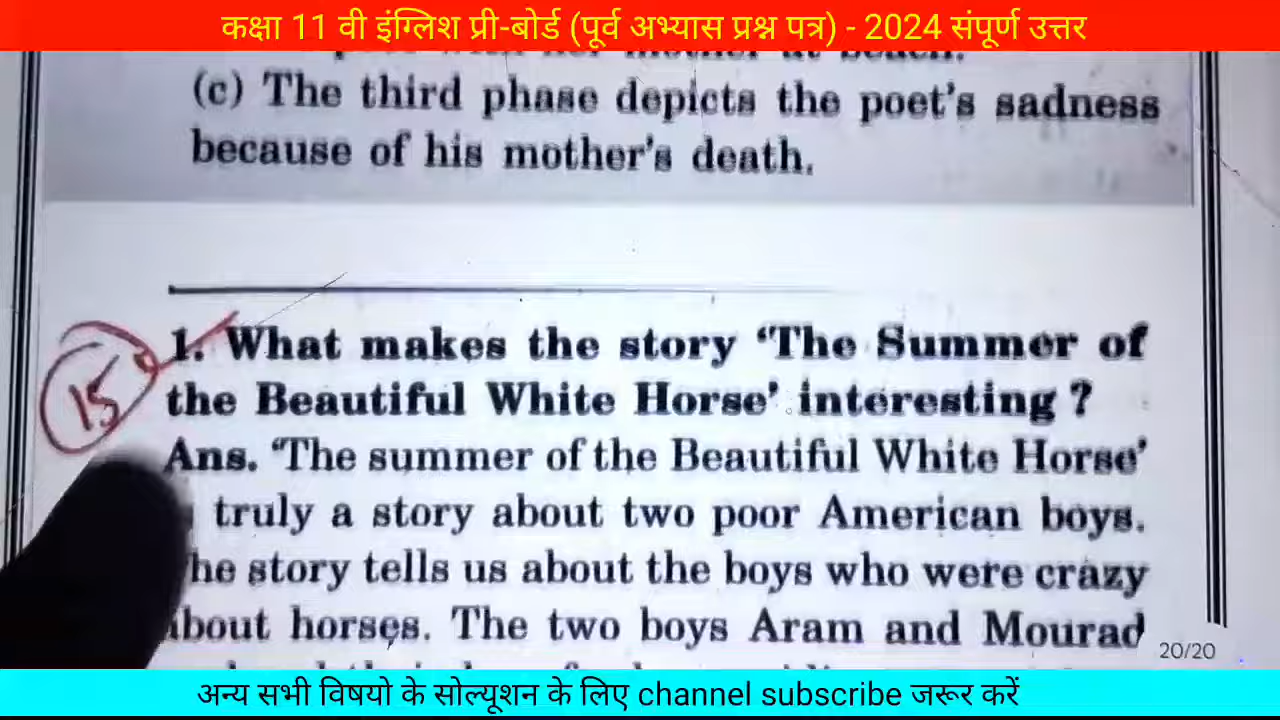 कक्षा 11 वी इंग्लिश प्री-बोर्ड (पूर्व अभ्यास प्रश्न पत्र) - 2024 संपूर्ण उत्तर
(c) The third phase depicts the poet's sadness
because of his mother's death.
15
1. What makes the story ‘The Summer of
the Beautiful White Horse’ interesting ?
Ans. ‘The summer of the Beautiful White Horse’
truly a story about two poor American boys.
he story tells us about the boys who were crazy
about horses. The two boys Aram and Mourad
20/20
अन्य सभी विषयो के सोल्यूशन के लिए channel subscribe जरूर करें